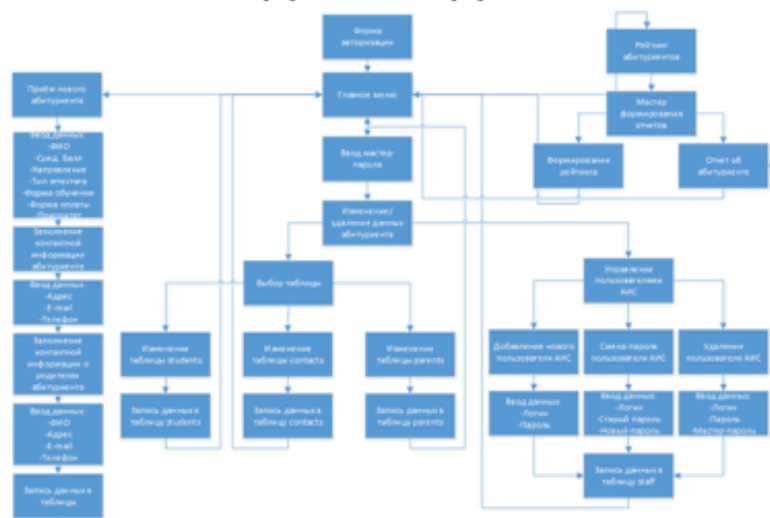 Форма
авторизации
Главное меню
Ввод мастер-
пароля
Изменение/
удаление данных
абитуриента
Рейтинг
абитуриентов
Мастер
формирования
отчетов
Формирование
рейтинга
Отчет об
абитуриенте
Приём нового
абитуриента
Ввод данных:
-ФИО
-Сред. балл
-Направление
-Тип аттестата
-Форма обучения
-Форма оплаты
-Приоритет
Заполнение
контактной
информации
абитуриента
Ввод данных:
-Адрес
-E-mail
-Телефон
Заполнение
контактной
информации о
родителях
абитуриента
Ввод данных:
-ФИО
-Адрес
-E-mail
-Телефон
Запись данных в
таблицы
Выбор таблицы
Изменение
таблицы students
Изменение
таблицы contacts
Изменение
таблицы parents
Запись данных в
таблицу students
Запись данных в
таблицу contacts
Запись данных в
таблицу parents
Управление
пользователями
АИС
Добавление нового
пользователя АИС
Смена пароля
пользователя АИС
Удаление
пользователя АИС
Ввод данных:
-Логин
-Пароль
Ввод данных:
-Логин
-Старый пароль
-Новый пароль
Ввод данных:
-Логин
-Пароль
-Мастер-пароль
Запись данных в
таблицу staff